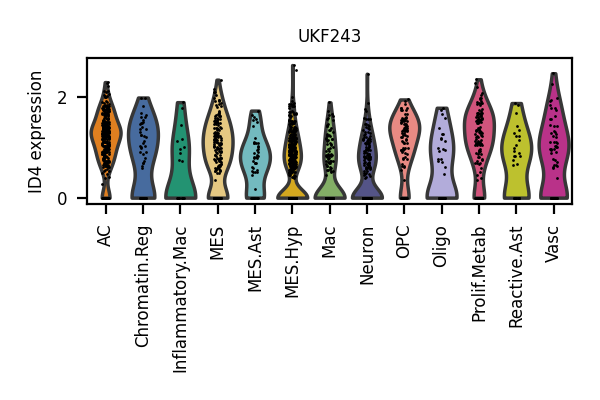 UKF243
ID4 expression
2
0
AC
Chromatin.Reg
Inflammatory.Mac
MES
MES.Ast
MES.Hyp
Mac
Neuron
OPC
Oligo
Prolif.Metab
Reactive.Ast
Vasc